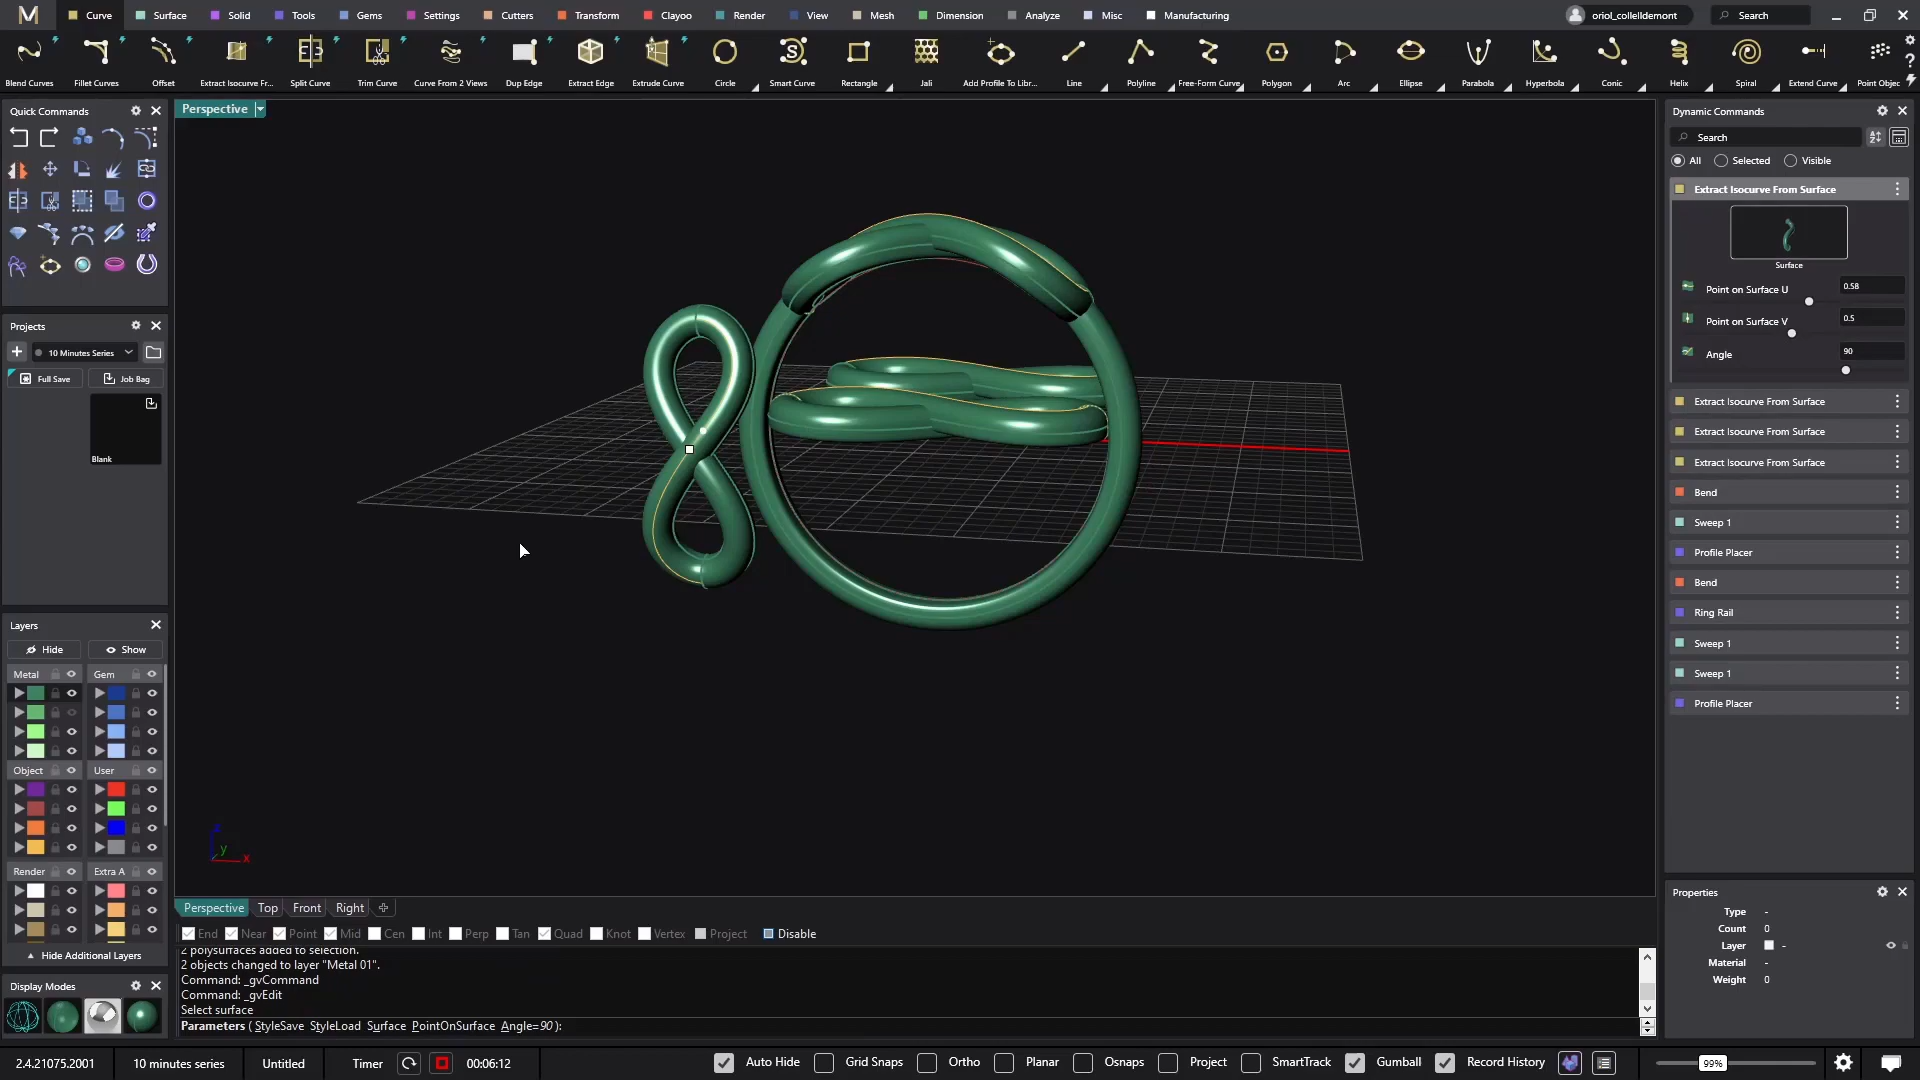 Curve Surface Solid Tools Gems Settings Cutters Transform Clayoo Render View Mesh Dimension Analyze Misc Manufacturing oriol_collelldemont Search
Blend Curves Fillet Curves Offset Extract Isocurve Fr... Split Curve Trim Curve Curve From 2 Views Dup Edge Extract Edge Extrude Curve Circle Smart Curve Rectangle Jali Add Profile To Libr... Line Polyline Free-Form Curve Polygon Arc Ellipse Parabola Hyperbola Conic Helix Spiral Extend Curve Point Objec
Quick Commands
Projects
10 Minutes Series
Full Save Job Bag
Blank
Layers
Hide Show
Metal Gem
Object User
Render Extra A
Hide Additional Layers
Display Modes
Perspective
z
y
x
Perspective Top Front Right
End Near Point Mid Cen Int Perp Tan Quad Knot Vertex Project Disable
2 polysurfaces added to selection.
2 objects changed to layer "Metal 01".
Command: _gvCommand
Command: _gvEdit
Select surface
Parameters ( StyleSave StyleLoad Surface PointOnSurface Angle=90 ):
Dynamic Commands
Search
All Selected Visible
Extract Isocurve From Surface
Surface
Point on Surface U 0.58
Point on Surface V 0.5
Angle 90
Extract Isocurve From Surface
Extract Isocurve From Surface
Extract Isocurve From Surface
Bend
Sweep 1
Profile Placer
Bend
Ring Rail
Sweep 1
Sweep 1
Profile Placer
Properties
Type -
Count 0
Layer -
Material -
Weight 0
2.4.21075.2001 10 minutes series Untitled Timer 00:06:12 Auto Hide Grid Snaps Ortho Planar Osnaps Project SmartTrack Gumball Record History 99%